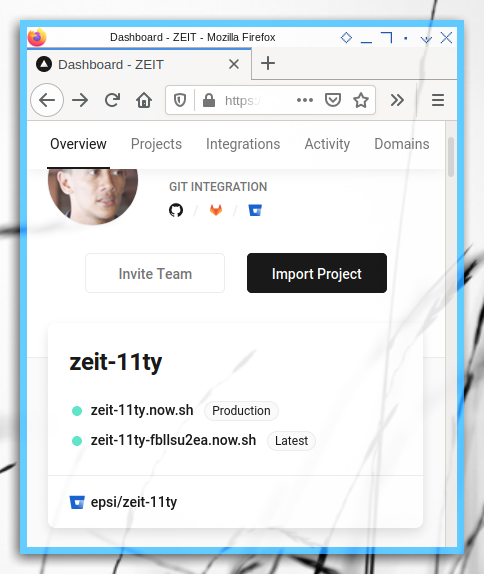 Dashboard - ZEIT - Mozilla Firefox
Dashboard - ZEIT
https:
Overview Projects Integrations Activity Domains
GIT INTEGRATION
/ /
Invite Team Import Project
zeit-11ty
zeit-11ty.now.sh Production
zeit-11ty-fbllsu2ea.now.sh Latest
epsi/zeit-11ty